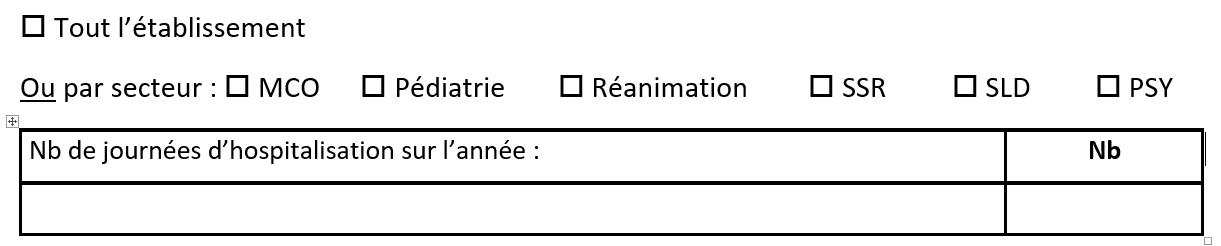 ☐ Tout l’établissement
Ou par secteur : ☐ MCO ☐ Pédiatrie ☐ Réanimation ☐ SSR ☐ SLD ☐ PSY
Nb de journées d’hospitalisation sur l’année : Nb